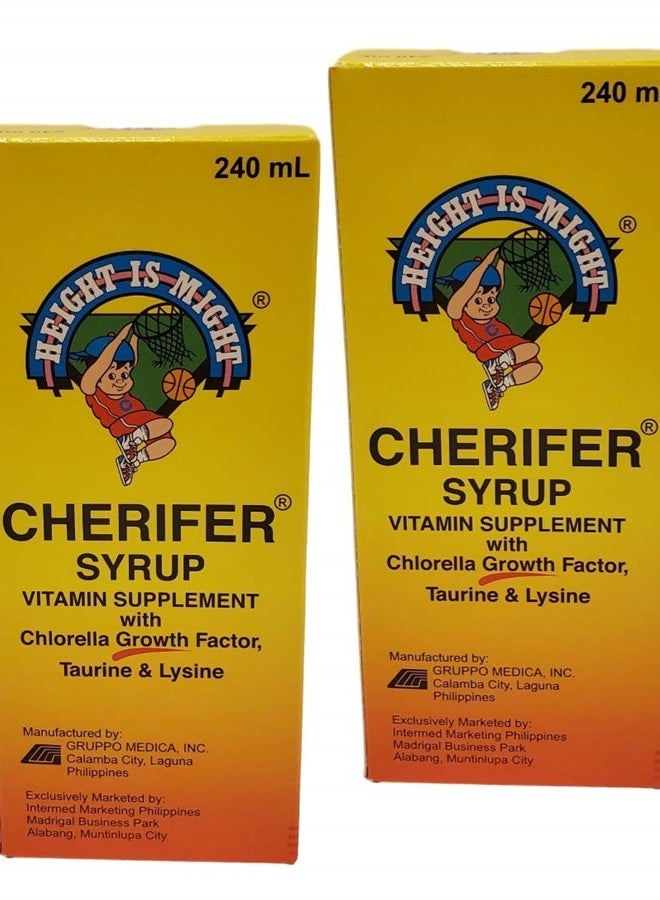 240 mL
HEIGHT IS MIGHT
®
CHERIFER®
SYRUP
VITAMIN SUPPLEMENT
with
Chlorella Growth Factor,
Taurine & Lysine
Manufactured by:
GRUPPO MEDICA, INC.
Calamba City, Laguna
Philippines
Exclusively Marketed by:
Intermed Marketing Philippines
Madrigal Business Park
Alabang, Muntinlupa City
240 m
HEIGHT IS MIGHT
®
CHERIFER®
SYRUP
VITAMIN SUPPLEMENT
with
Chlorella Growth Factor,
Taurine & Lysine
Manufactured by:
GRUPPO MEDICA, INC.
Calamba City, Laguna
Philippines
Exclusively Marketed by:
Intermed Marketing Philippines
Madrigal Business Park
Alabang, Muntinlupa City